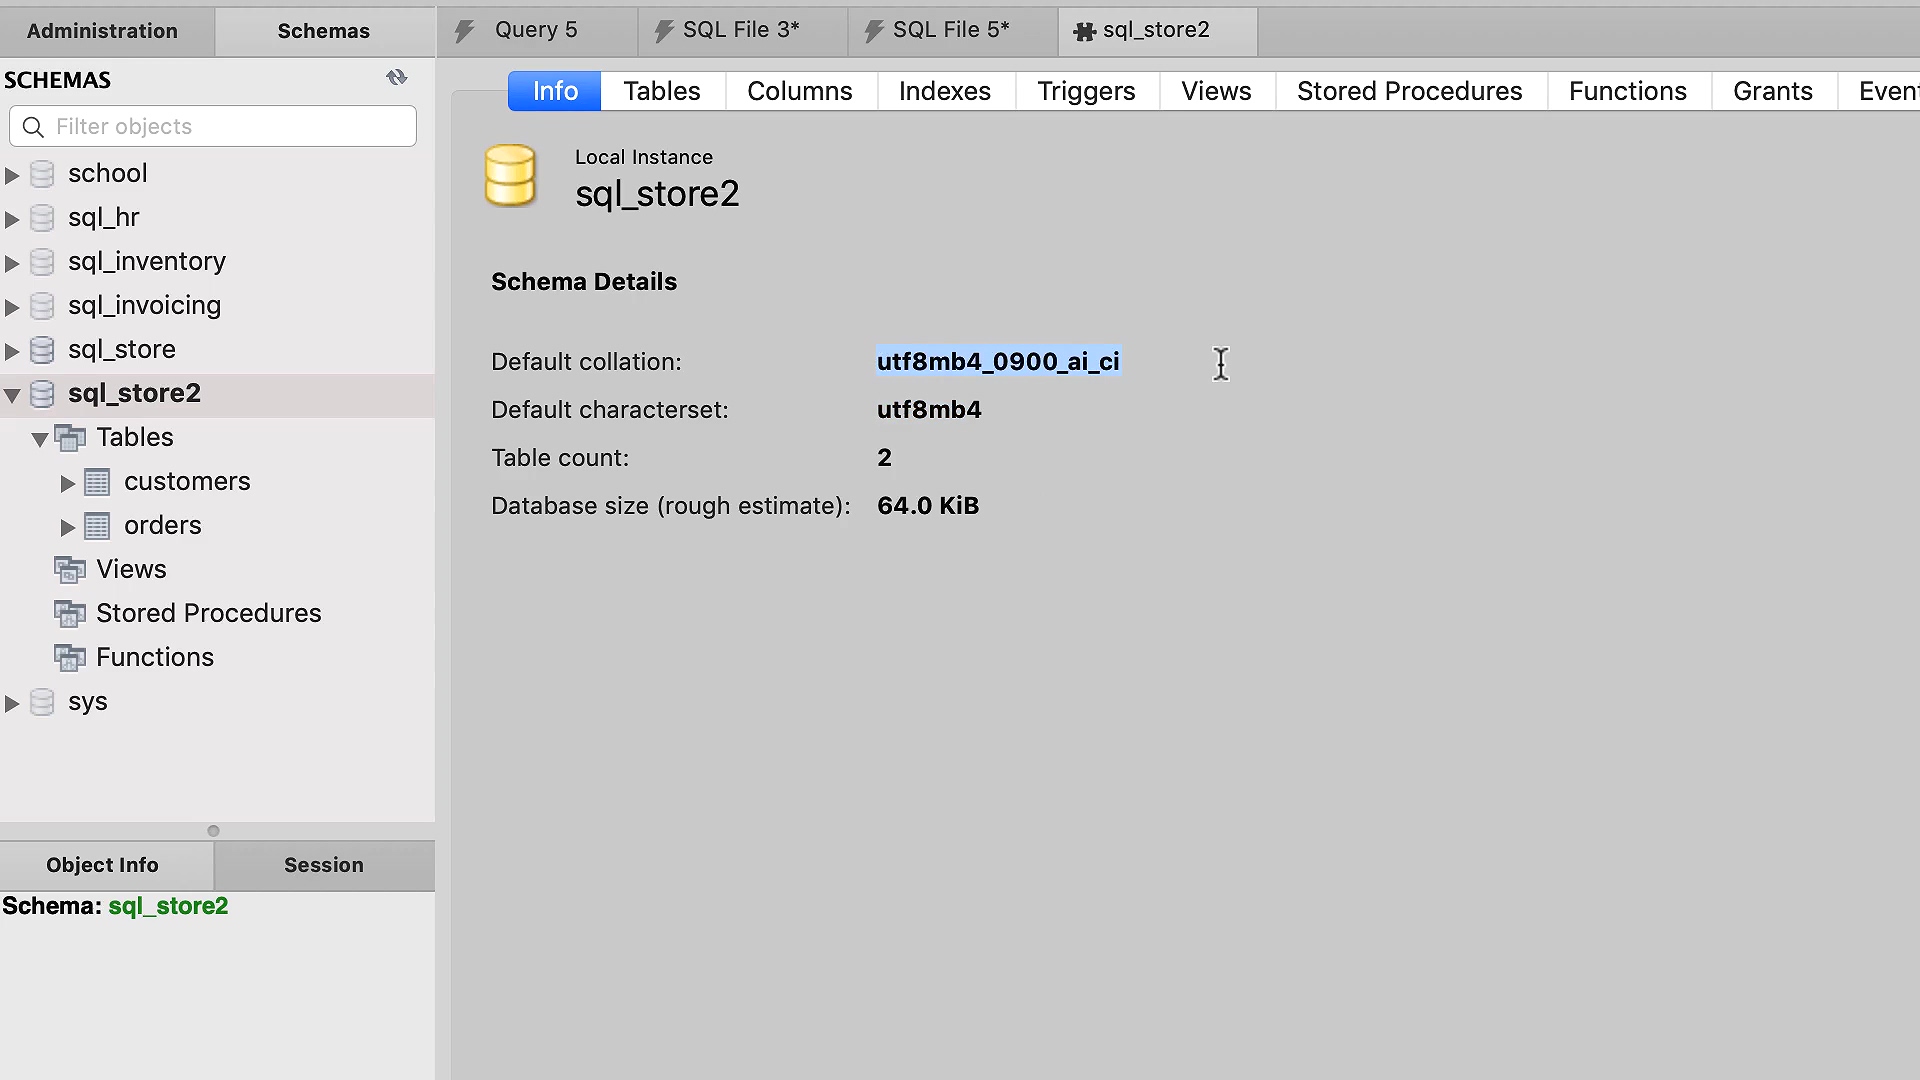 Administration
Schemas
Query 5
SQL File 3*
SQL File 5*
sql_store2
SCHEMAS
Filter objects
school
sql_hr
sql_inventory
sql_invoicing
sql_store
sql_store2
Tables
customers
orders
Views
Stored Procedures
Functions
sys
Object Info
Session
Schema: sql_store2
Info
Tables
Columns
Indexes
Triggers
Views
Stored Procedures
Functions
Grants
Event
Local Instance
sql_store2
Schema Details
Default collation: utf8mb4_0900_ai_ci
Default characterset: utf8mb4
Table count: 2
Database size (rough estimate): 64.0 KiB